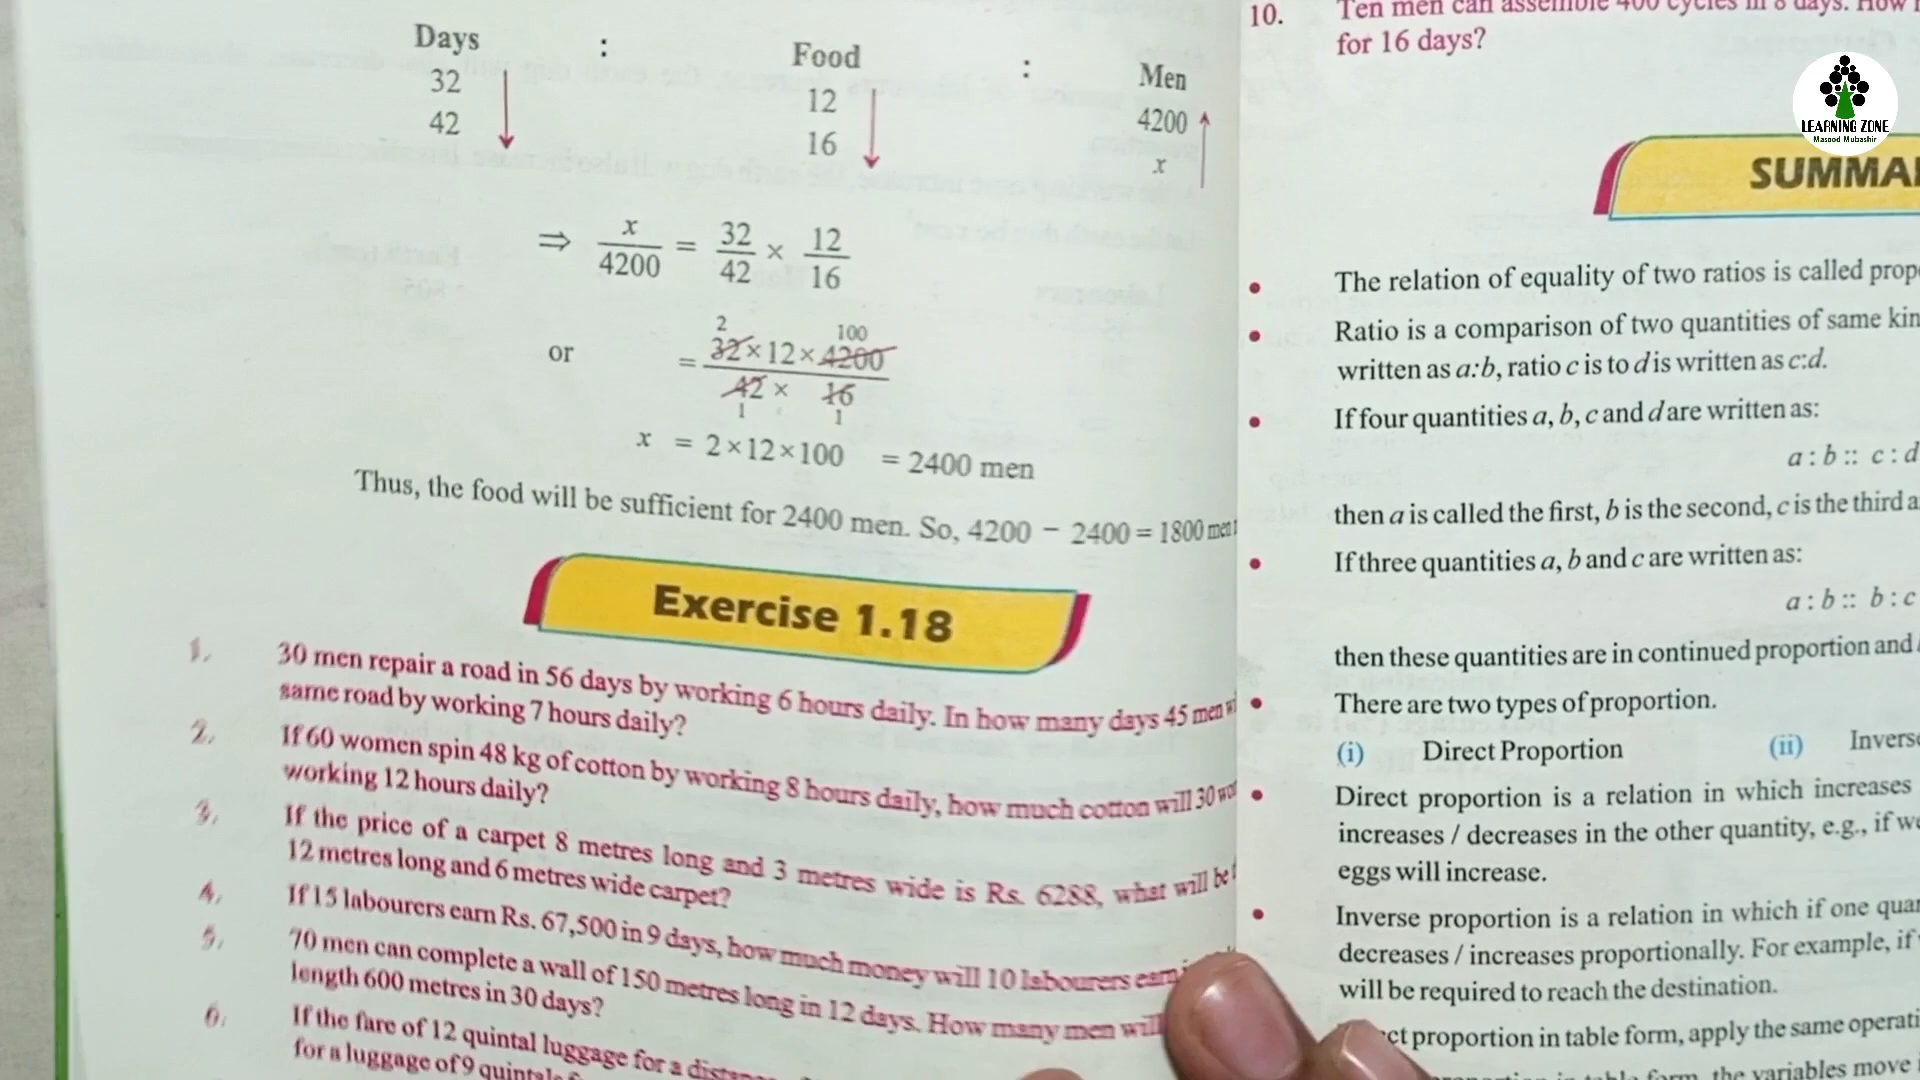 Days : Food : Men
32 12 4200
42 16 x
⇒ x/4200 = 32/42 × 12/16
2 100
or = 32×12×4200 / 42 × 16
1 1
x = 2×12×100 = 2400 men
Thus, the food will be sufficient for 2400 men. So, 4200 − 2400 = 1800 men
Exercise 1.18
1. 30 men repair a road in 56 days by working 6 hours daily. In how many days 45 men
same road by working 7 hours daily?
2. If 60 women spin 48 kg of cotton by working 8 hours daily, how much cotton will 30
working 12 hours daily?
3. If the price of a carpet 8 metres long and 3 metres wide is Rs. 6288, what will be
12 metres long and 6 metres wide carpet?
4. If 15 labourers earn Rs. 67,500 in 9 days, how much money will 10 labourers earn
5. 70 men can complete a wall of 150 metres long in 12 days. How many men will
length 600 metres in 30 days?
6. If the fare of 12 quintal luggage for a
for a luggage of 9 quintals
10. Ten men can assemble 400 cycles in 8 days. How
for 16 days?
LEARNING ZONE
Masood Mubashir
SUMMA
The relation of equality of two ratios is called
• Ratio is a comparison of two quantities of same
written as a:b, ratio c is to d is written as c:d.
• If four quantities a, b, c and d are written as:
a : b :: c : d
then a is called the first, b is the second, c is the third
• If three quantities a, b and c are written as:
a : b :: b : c
then these quantities are in continued proportion and
• There are two types of proportion.
(i) Direct Proportion (ii) Invers
• Direct proportion is a relation in which increases
increases / decreases in the other quantity, e.g., if
eggs will increase.
• Inverse proportion is a relation in which if one
decreases / increases proportionally. For example, if
will be required to reach the destination.
ct proportion in table form, apply the same
form, the variables move